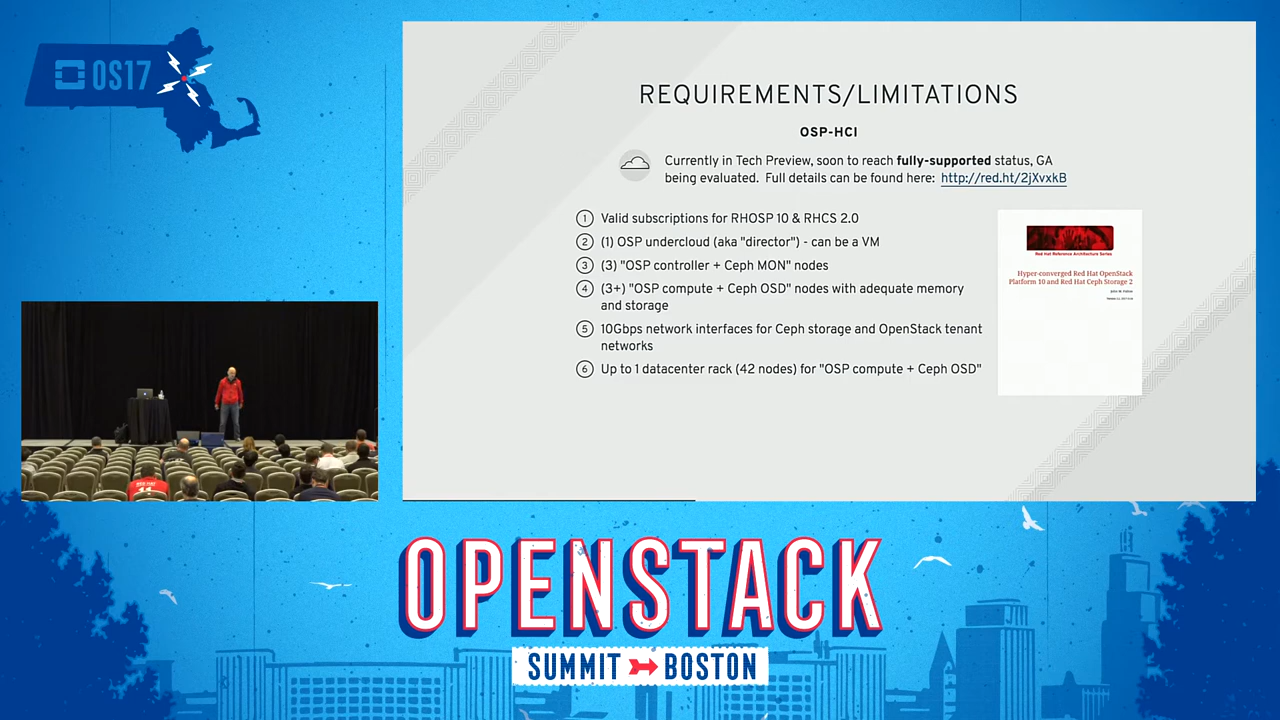 OS17
REQUIREMENTS/LIMITATIONS
OSP-HCI
Currently in Tech Preview, soon to reach fully-supported status, GA
being evaluated. Full details can be found here: http://red.ht/2jXvxkB
1 Valid subscriptions for RHOSP 10 & RHCS 2.0
2 (1) OSP undercloud (aka "director") - can be a VM
3 (3) "OSP controller + Ceph MON" nodes
4 (3+) "OSP compute + Ceph OSD" nodes with adequate memory
and storage
5 10Gbps network interfaces for Ceph storage and OpenStack tenant
networks
6 Up to 1 datacenter rack (42 nodes) for "OSP compute + Ceph OSD"
Red Hat Reference Architecture Series
Hyper-converged Red Hat OpenStack
Platform 10 and Red Hat Ceph Storage 2
OPENSTACK
SUMMIT BOSTON